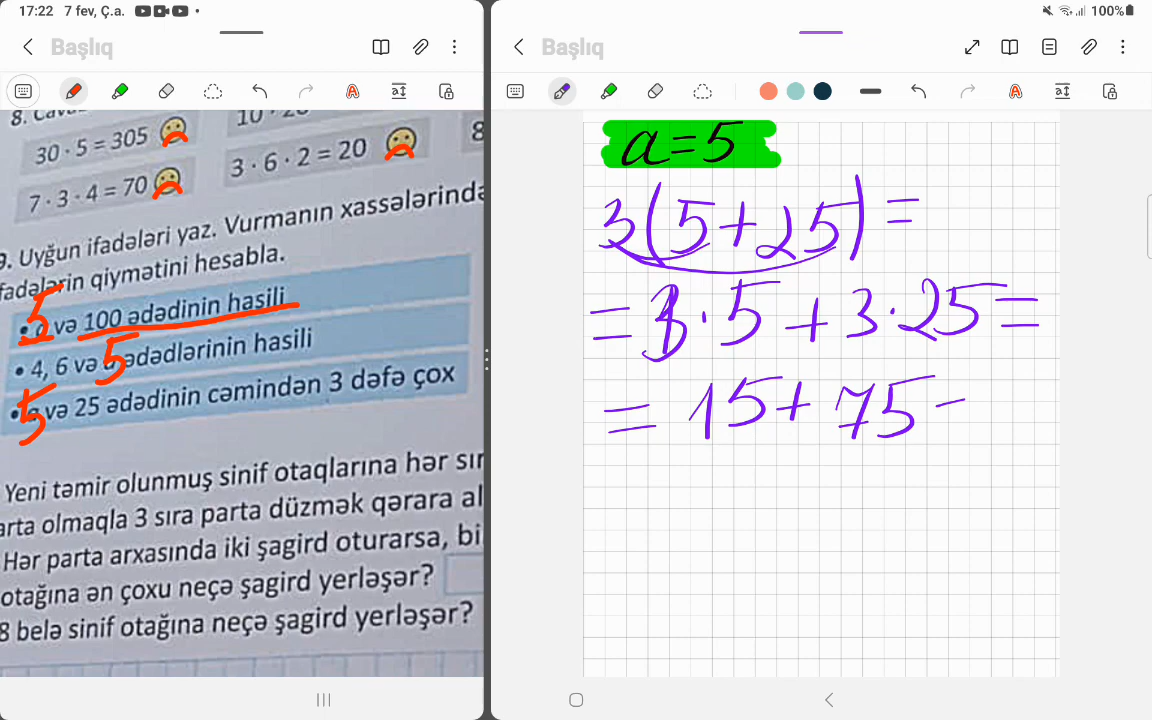 17:22 7 fev, Ç.a.
100%
Başlıq
Başlıq
8.
30 · 5 = 305
7 · 3 · 4 = 70
3 · 6 · 2 = 20
8
9. Uyğun ifadələri yaz. Vurmanın xassələrində
fadələrin qiymətini hesabla.
• 5 və 100 ədədinin hasili
• 4, 6 və 5 ədədlərinin hasili
• 5 və 25 ədədinin cəmindən 3 dəfə çox
Yeni təmir olunmuş sinif otaqlarına hər sır
arta olmaqla 3 sıra parta düzmək qərara al
Hər parta arxasında iki şagird oturarsa, bi
otağına ən çoxu neçə şagird yerləşər?
8 belə sinif otağına neçə şagird yerləşər?
a=5
3(5+25)=
=3·5+3·25=
=15+75-